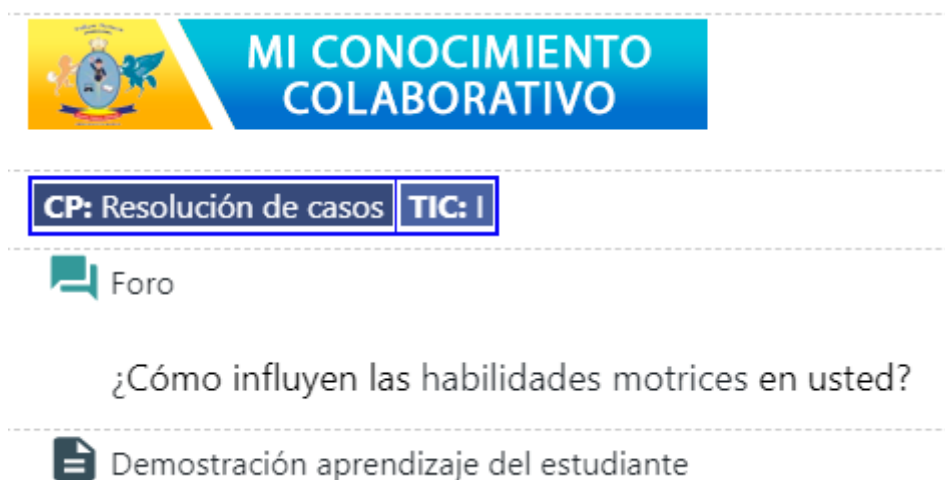 MI CONOCIMIENTO
COLABORATIVO
CP: Resolución de casos TIC: I
Foro
¿Cómo influyen las habilidades motrices en usted?
Demostración aprendizaje del estudiante